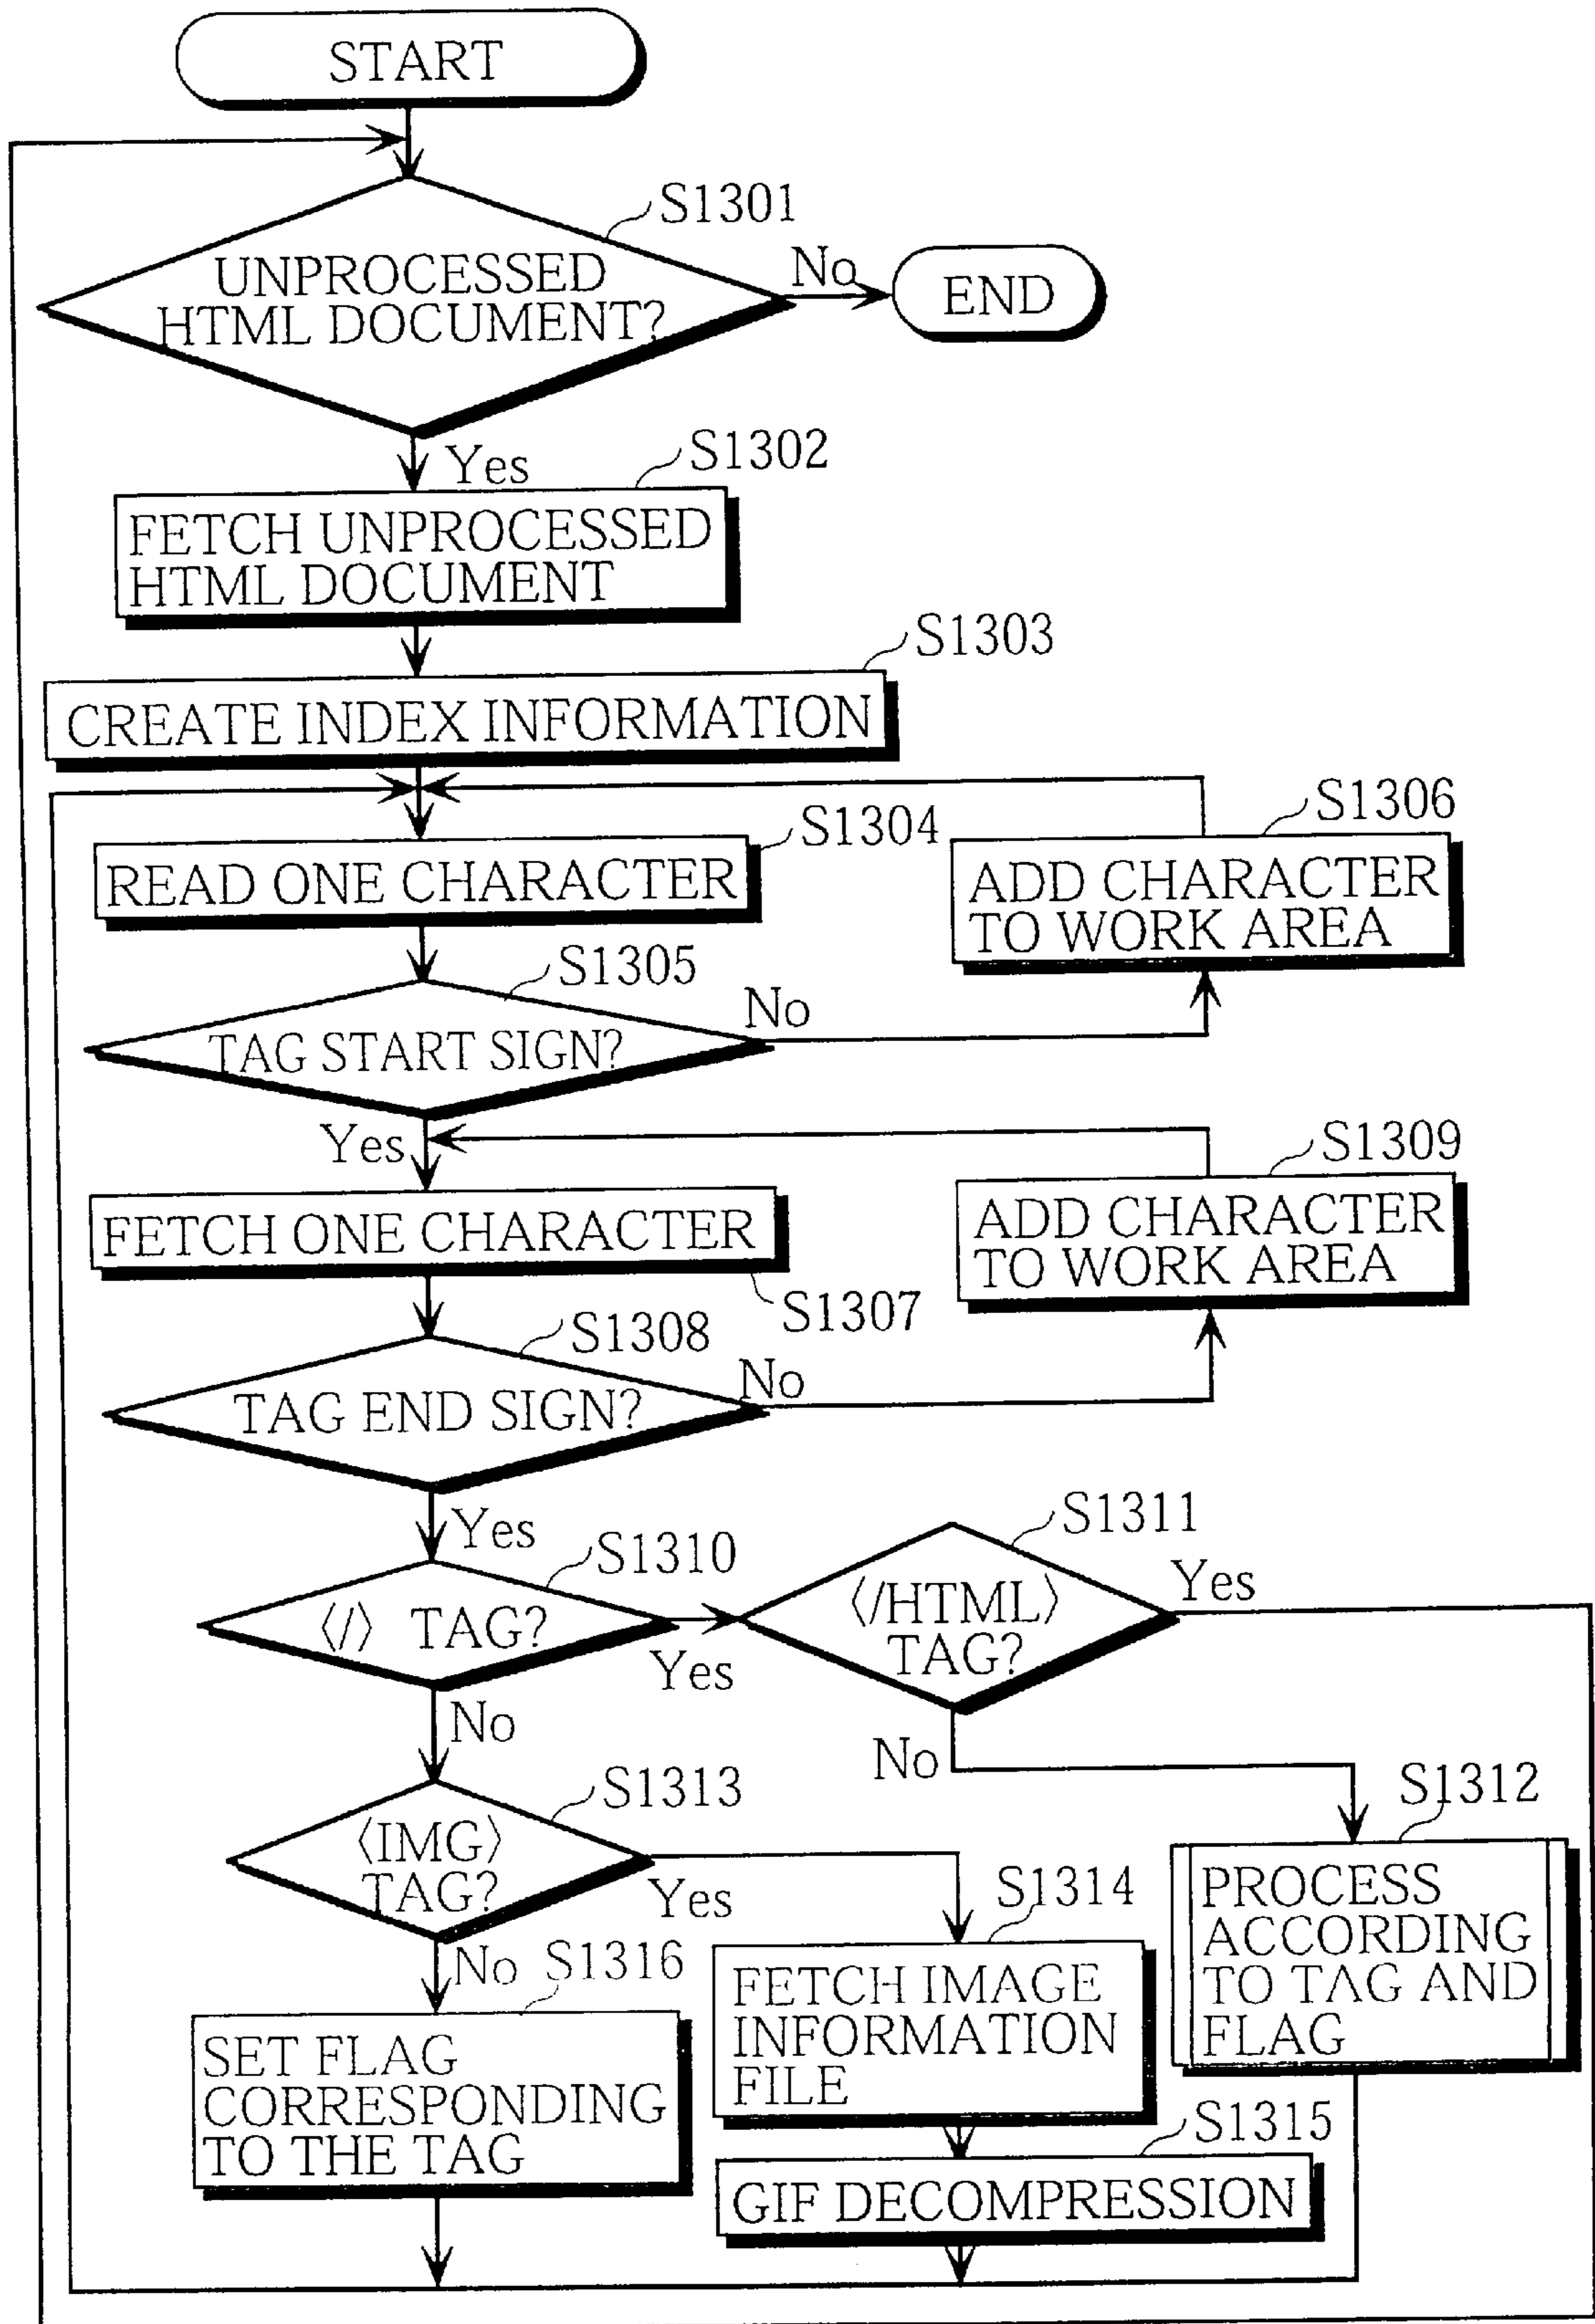 START
S1301
UNPROCESSED
HTML DOCUMENT?
No
END
Yes
S1302
FETCH UNPROCESSED
HTML DOCUMENT
S1303
CREATE INDEX INFORMATION
S1304
READ ONE CHARACTER
S1306
ADD CHARACTER
TO WORK AREA
S1305
TAG START SIGN?
No
Yes
S1309
FETCH ONE CHARACTER
ADD CHARACTER
TO WORK AREA
S1307
S1308
TAG END SIGN?
No
Yes
S1310
S1311
⟨/⟩ TAG?
Yes
⟨/HTML⟩
TAG?
Yes
No
No
S1313
⟨IMG⟩
TAG?
Yes
S1312
PROCESS
ACCORDING
TO TAG AND
FLAG
No
S1316
S1314
FETCH IMAGE
INFORMATION
FILE
SET FLAG
CORRESPONDING
TO THE TAG
S1315
GIF DECOMPRESSION